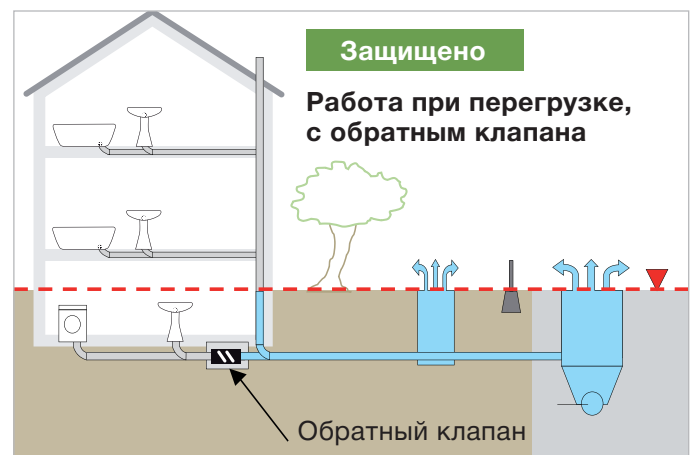 Защищено
Работа при перегрузке,
с обратным клапана
Обратный клапан